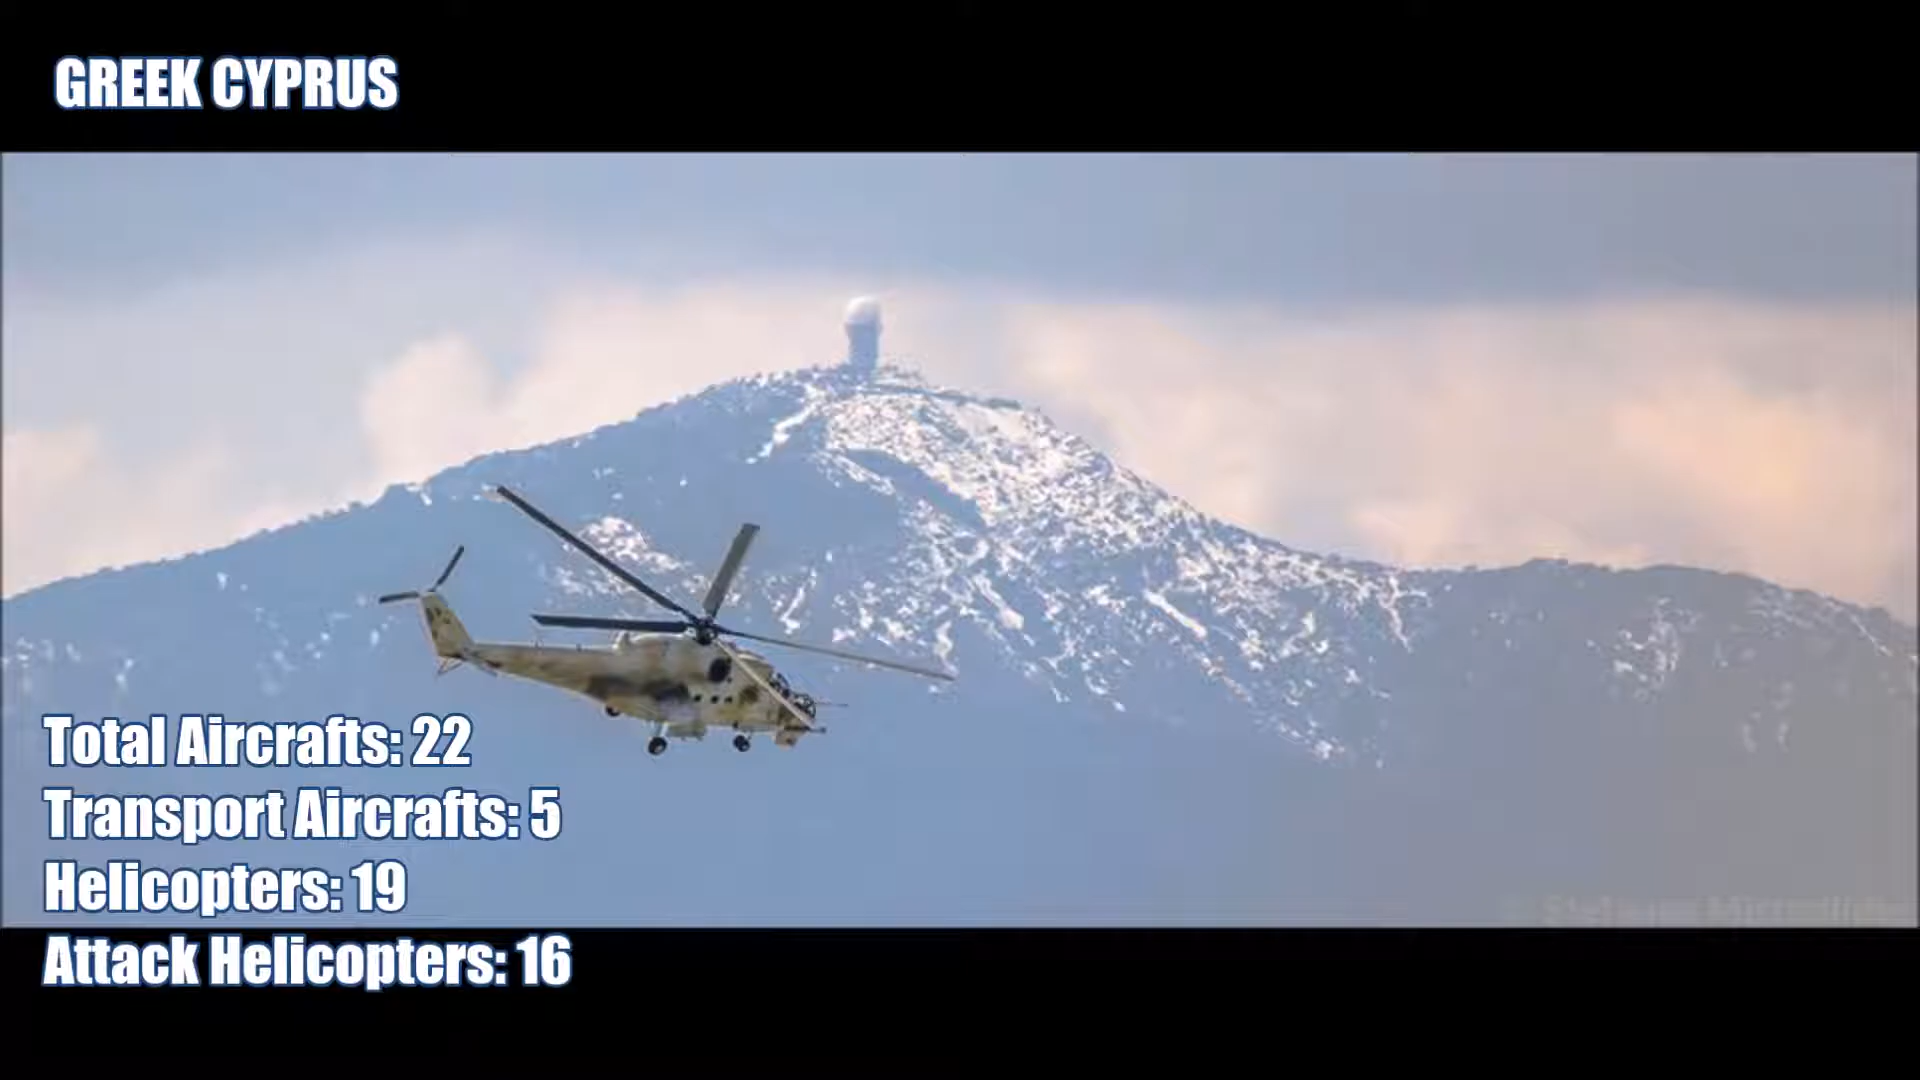 GREEK CYPRUS
Total Aircrafts: 22
Transport Aircrafts: 5
Helicopters: 19
Attack Helicopters: 16